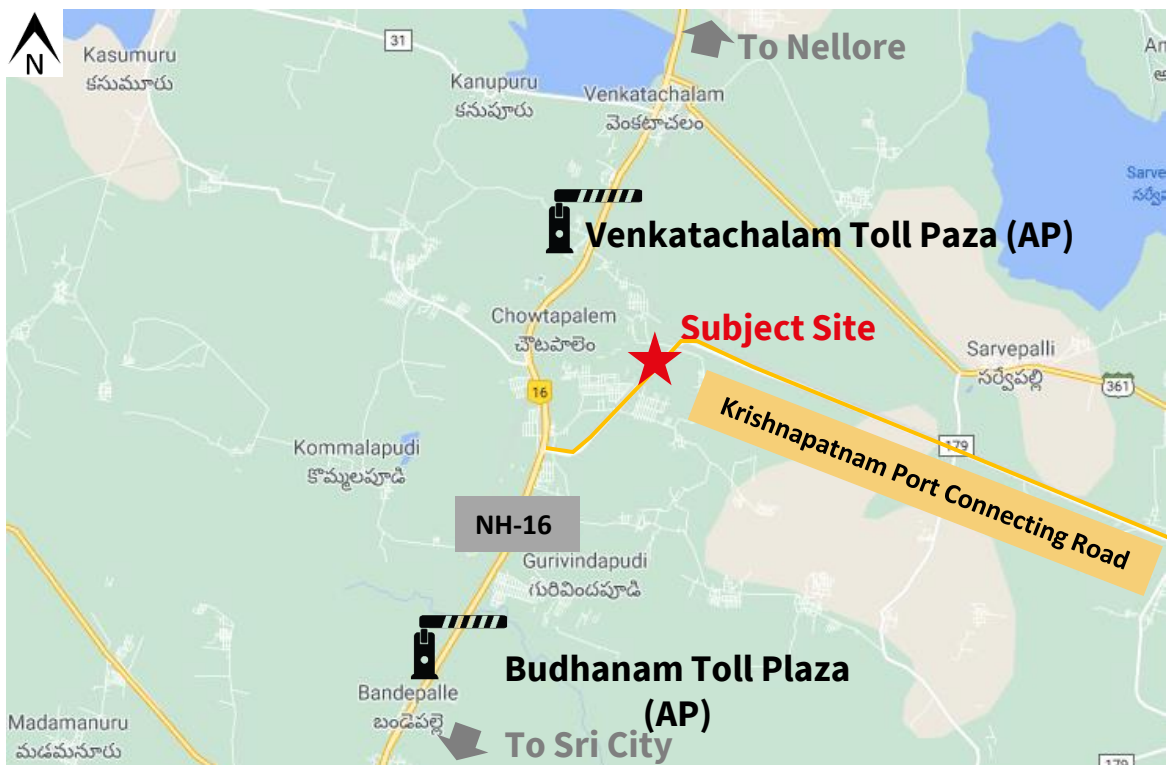 N
Kasumuru
కసుమూరు
31
To Nellore
Kanupuru
కనుపూరు
Venkatachalam
వెంకటాచలం
Sarve
Venkatachalam Toll Paza (AP)
Chowtapalem
చౌటపాలెం
Subject Site
Sarvepalli
సర్వేపల్లి
16
361
Krishnapatnam Port Connecting Road
179
Kommalapudi
కొమ్మలపూడి
NH-16
Gurivindapudi
గురివిందపూడి
Budhanam Toll Plaza
(AP)
Bandepalle
బండెపల్లె
Madamanuru
మడమనూరు
To Sri City
179